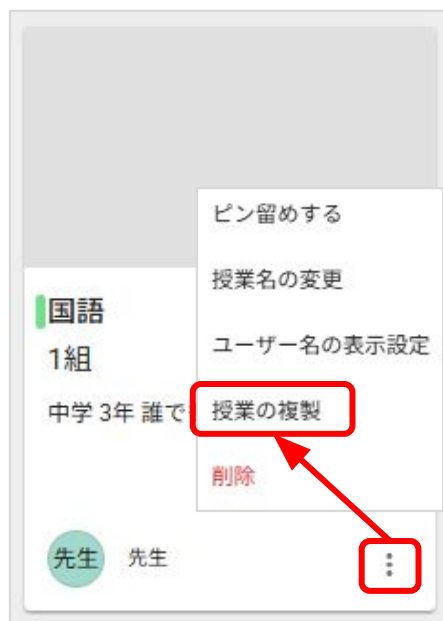 ピン留めする
授業名の変更
国語
ユーザー名の表示設定
1組
中学 3年 誰で
授業の複製
削除
先生 先生